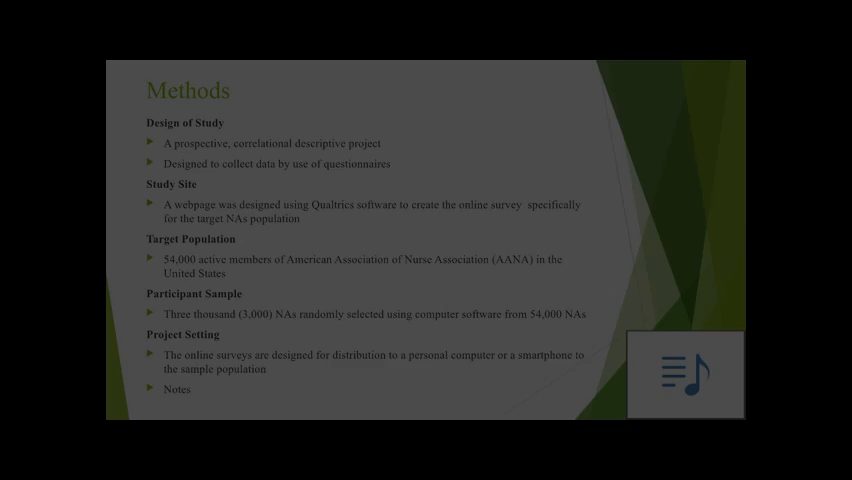 Methods
Design of Study
A prospective, correlational descriptive project
Designed to collect data by use of questionnaires
Study Site
A webpage was designed using Qualtrics software to create the online survey specifically
for the target NAs population
Target Population
54,000 active members of American Association of Nurse Association (AANA) in the
United States
Participant Sample
Three thousand (3,000) NAs randomly selected using computer software from 54,000 NAs
Project Setting
The online surveys are designed for distribution to a personal computer or a smartphone to
the sample population
Notes